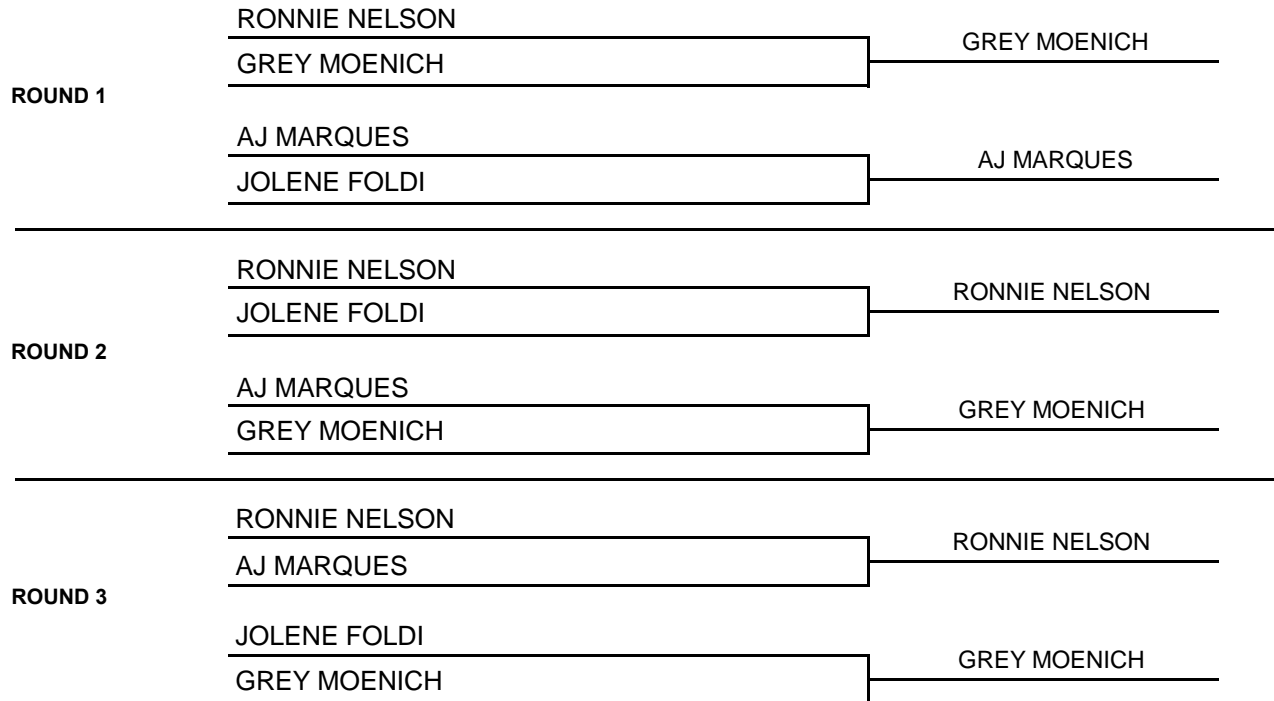 RONNIE NELSON
GREY MOENICH
GREY MOENICH
ROUND 1
AJ MARQUES
AJ MARQUES
JOLENE FOLDI
RONNIE NELSON
RONNIE NELSON
JOLENE FOLDI
ROUND 2
AJ MARQUES
GREY MOENICH
GREY MOENICH
RONNIE NELSON
RONNIE NELSON
AJ MARQUES
ROUND 3
JOLENE FOLDI
GREY MOENICH
GREY MOENICH